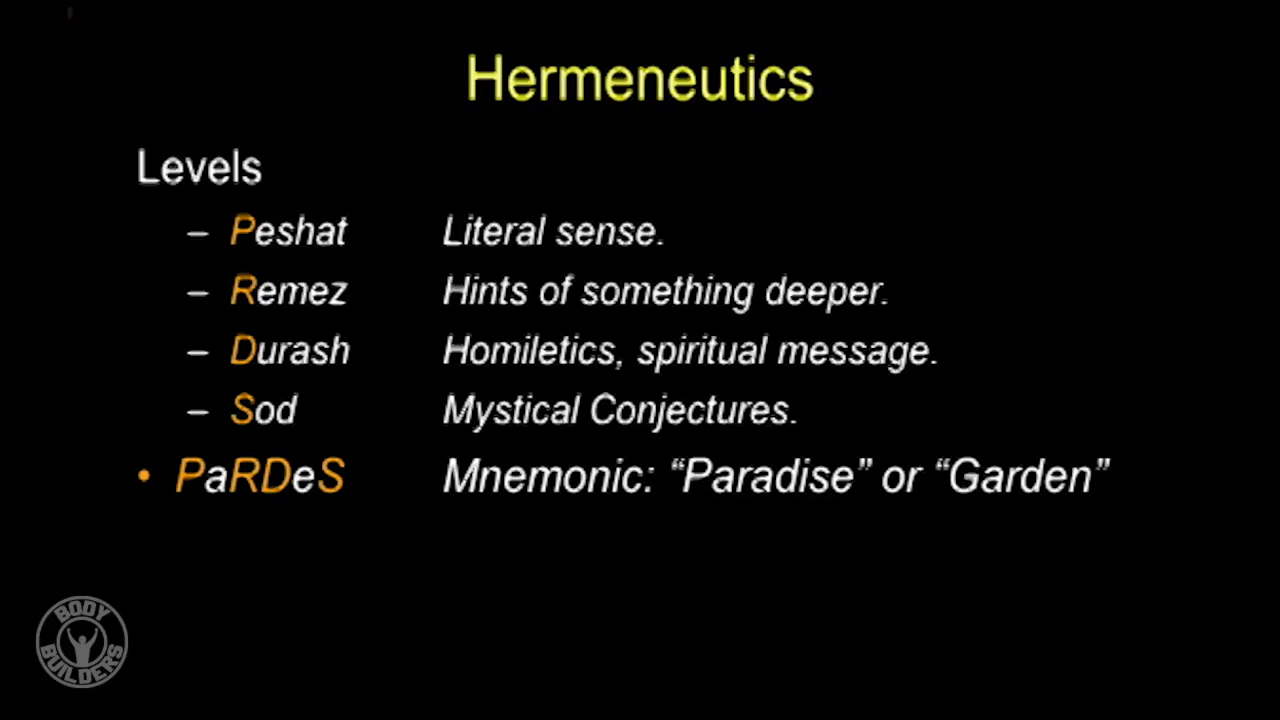 Hermeneutics
Levels
– Peshat Literal sense.
– Remez Hints of something deeper.
– Durash Homiletics, spiritual message.
– Sod Mystical Conjectures.
• PaRDeS Mnemonic: “Paradise” or “Garden”
BODY
BUILDERS